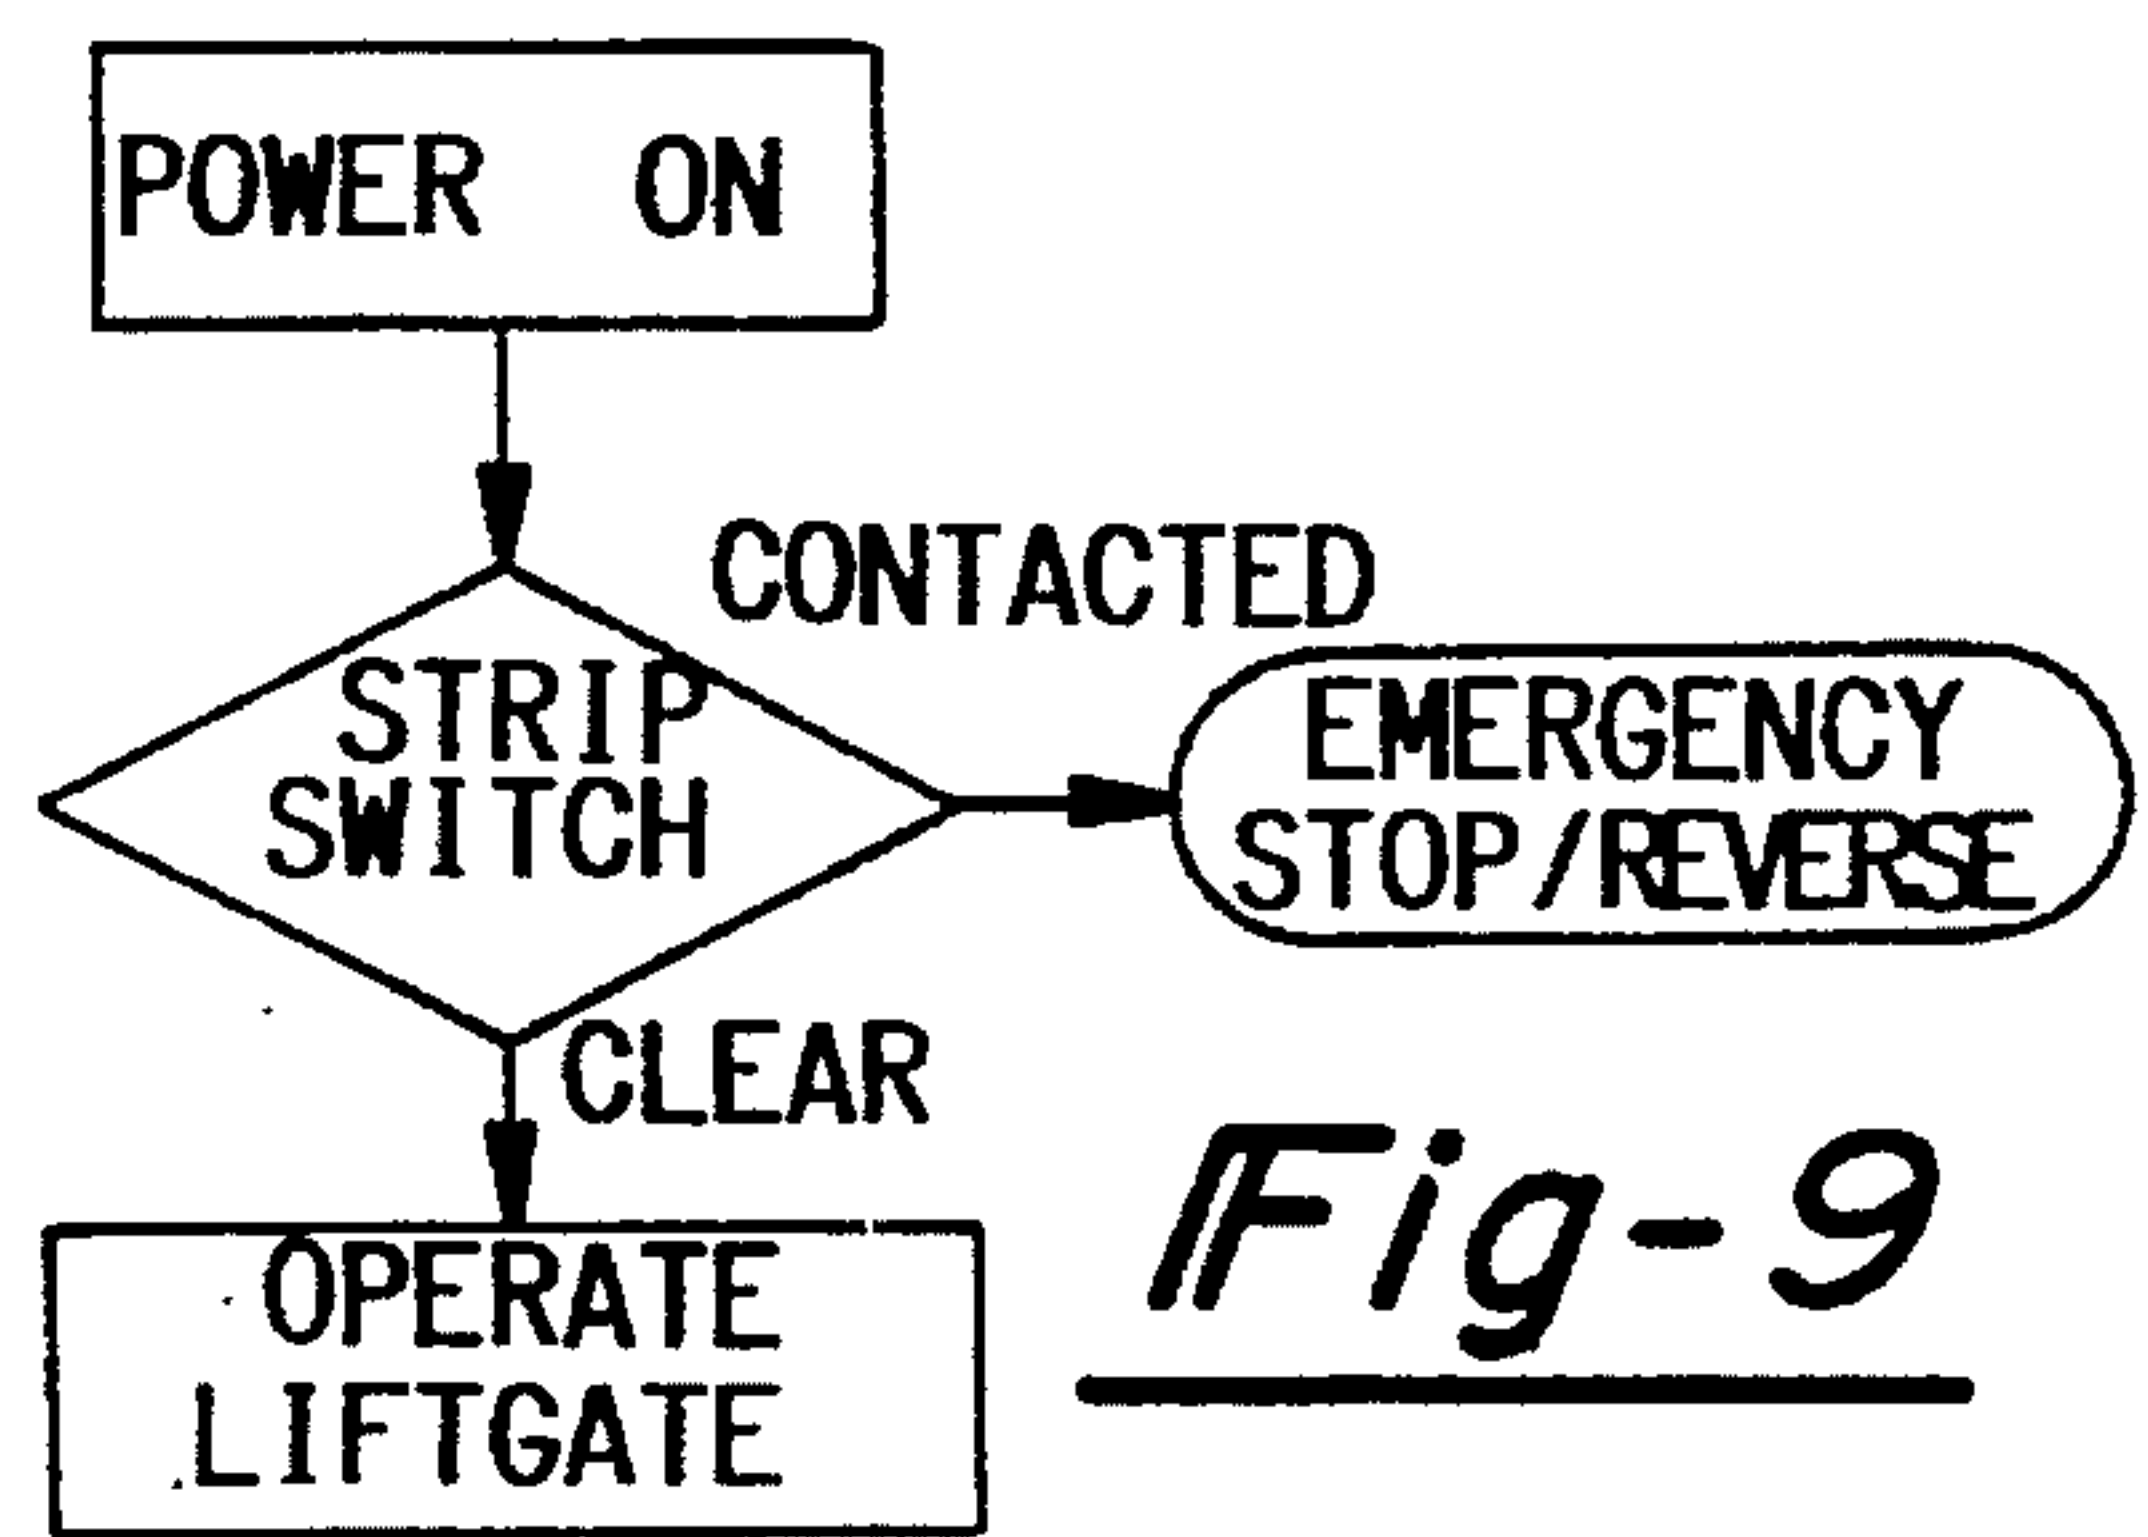 POWER ON
CONTACTED
STRIP
SWITCH
EMERGENCY
STOP/REVERSE
CLEAR
OPERATE
LIFTGATE
Fig-9